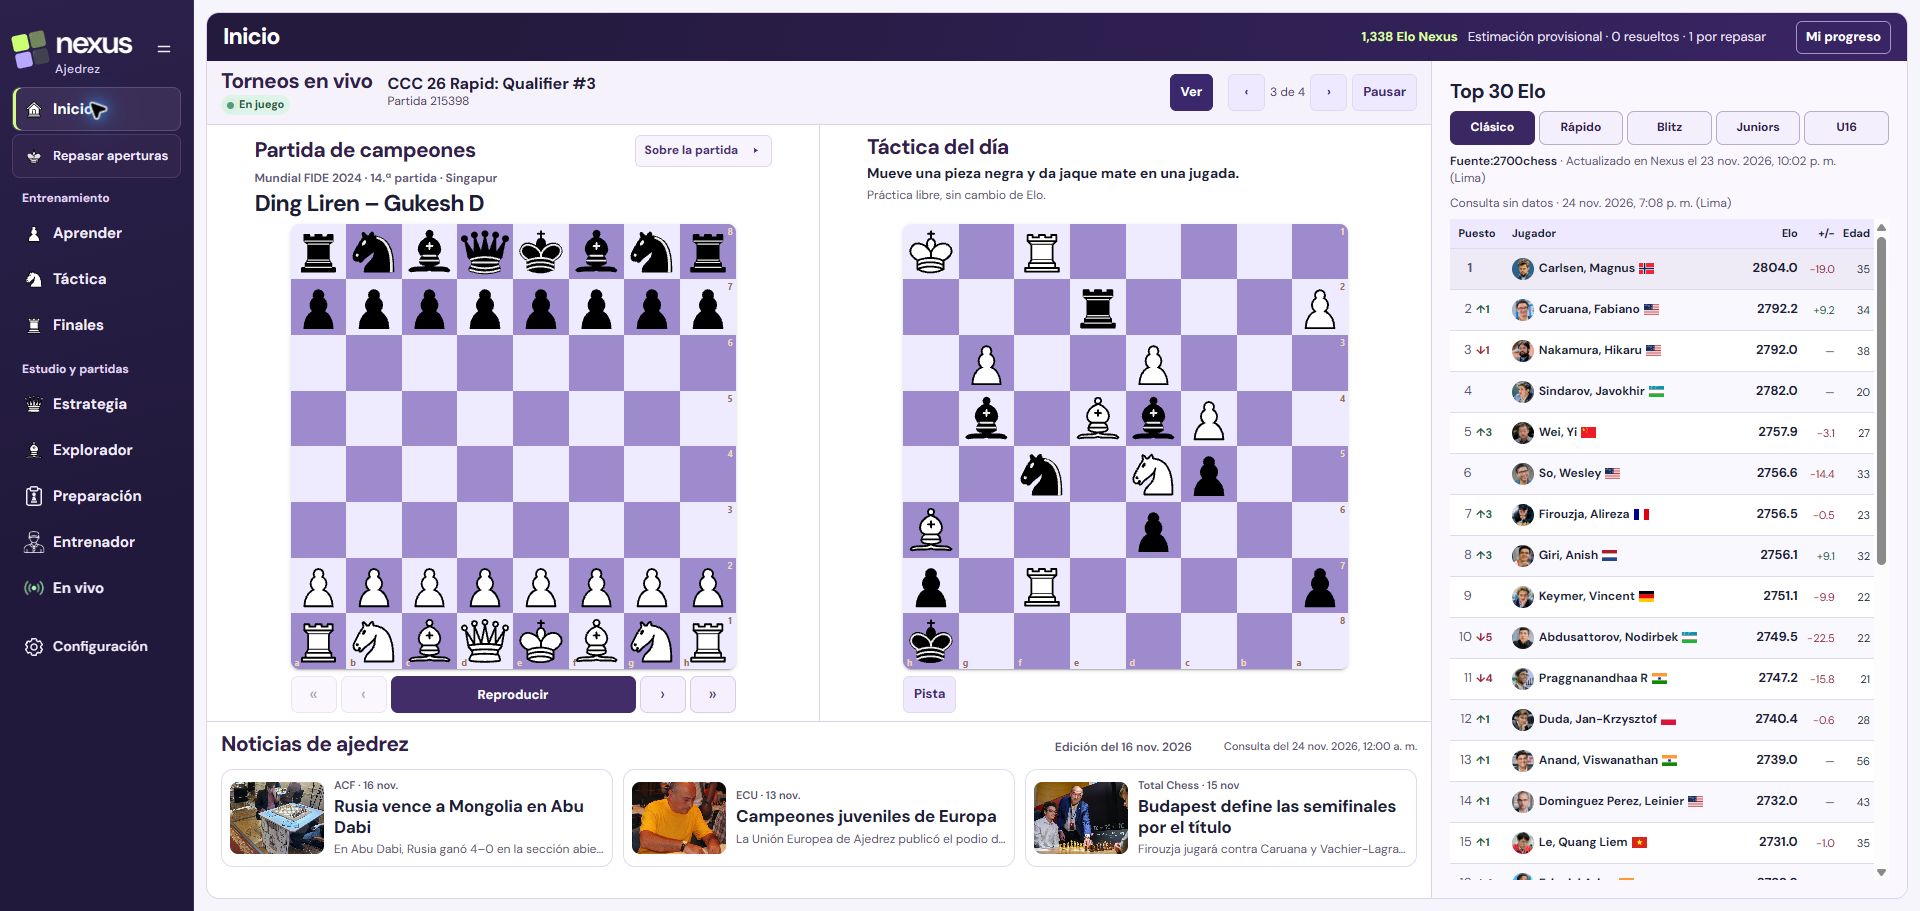 nexus
Ajedrez
Inicio
Repasar aperturas
Entrenamiento
Aprender
Táctica
Finales
Estudio y partidas
Estrategia
Explorador
Preparación
Entrenador
En vivo
Configuración
Inicio
1,338 Elo Nexus Estimación provisional · 0 resueltos · 1 por repasar
Mi progreso
Torneos en vivo
En juego
CCC 26 Rapid: Qualifier #3
Partida 215398
Ver
‹ 3 de 4 ›
Pausar
Partida de campeones
Sobre la partida
Mundial FIDE 2024 · 14.ª partida · Singapur
Ding Liren – Gukesh D
8
7
6
5
4
3
2
1
a b c d e f g h
« ‹ Reproducir › »
Táctica del día
Mueve una pieza negra y da jaque mate en una jugada.
Práctica libre, sin cambio de Elo.
1
2
3
4
5
6
7
8
h g f e d c b a
Pista
Noticias de ajedrez
Edición del 16 nov. 2026
Consulta del 24 nov. 2026, 12:00 a. m.
ACF · 16 nov.
Rusia vence a Mongolia en Abu
Dabi
En Abu Dabi, Rusia ganó 4–0 en la sección abie...
ECU · 13 nov.
Campeones juveniles de Europa
La Unión Europea de Ajedrez publicó el podio d...
Total Chess · 15 nov
Budapest define las semifinales
por el título
Firouzja jugará contra Caruana y Vachier-Lagra...
Top 30 Elo
Clásico
Rápido
Blitz
Juniors
U16
Fuente:2700chess · Actualizado en Nexus el 23 nov. 2026, 10:02 p. m.
(Lima)
Consulta sin datos · 24 nov. 2026, 7:08 p. m. (Lima)
Puesto Jugador Elo +/- Edad
1 Carlsen, Magnus 2804.0 -19.0 35
2 ↑1 Caruana, Fabiano 2792.2 +9.2 34
3 ↓1 Nakamura, Hikaru 2792.0 — 38
4 Sindarov, Javokhir 2782.0 — 20
5 ↑3 Wei, Yi 2757.9 -3.1 27
6 So, Wesley 2756.6 -14.4 33
7 ↑3 Firouzja, Alireza 2756.5 -0.5 23
8 ↑3 Giri, Anish 2756.1 +9.1 32
9 Keymer, Vincent 2751.1 -9.9 22
10 ↓5 Abdusattorov, Nodirbek 2749.5 -22.5 22
11 ↓4 Praggnanandhaa R 2747.2 -15.8 21
12 ↑1 Duda, Jan-Krzysztof 2740.4 -0.6 28
13 ↑1 Anand, Viswanathan 2739.0 — 56
14 ↑1 Dominguez Perez, Leinier 2732.0 — 43
15 ↑1 Le, Quang Liem 2731.0 -1.0 35